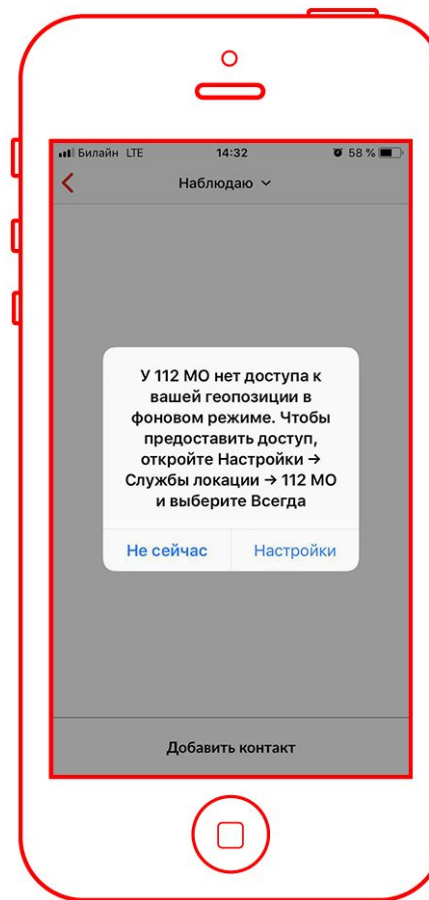 Билайн LTE 14:32 58 %
Наблюдаю
У 112 МО нет доступа к
вашей геопозиции в
фоновом режиме. Чтобы
предоставить доступ,
откройте Настройки →
Службы локации → 112 МО
и выберите Всегда
Не сейчас Настройки
Добавить контакт